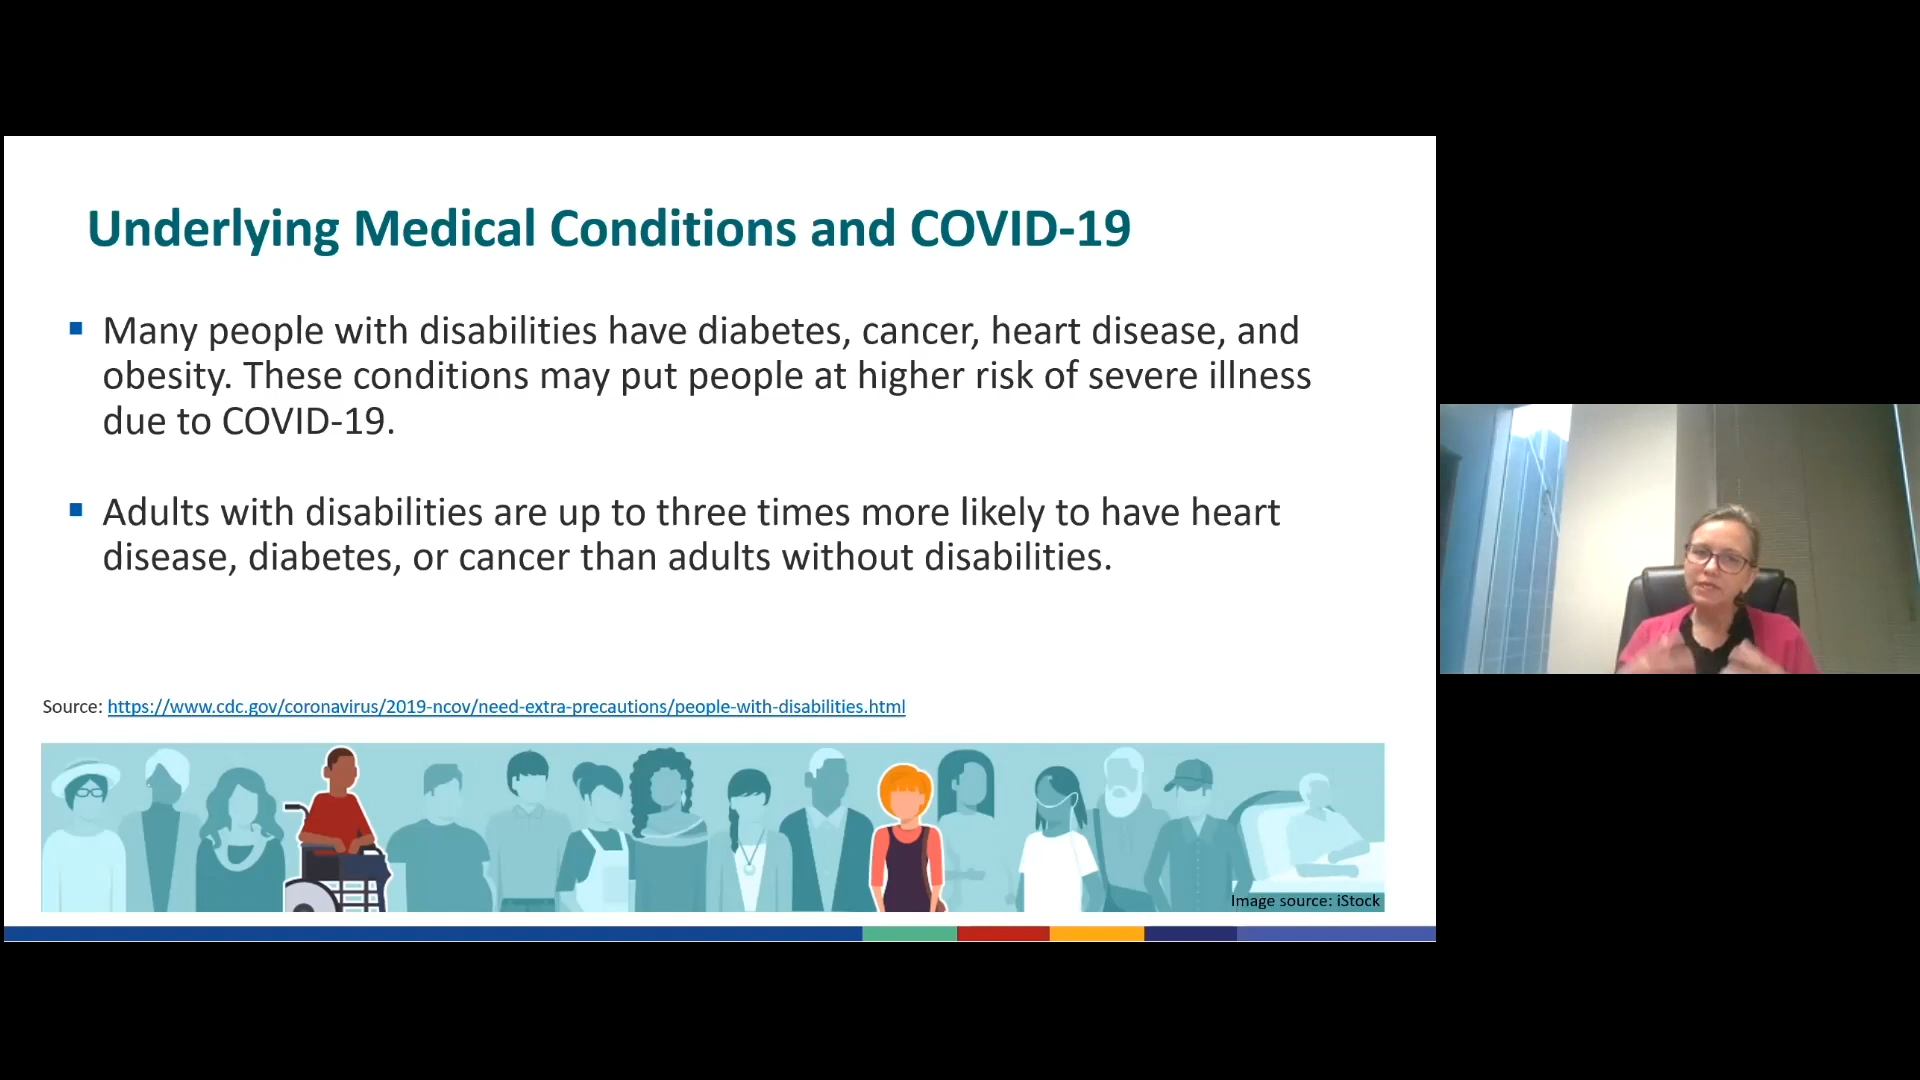 Underlying Medical Conditions and COVID-19
▪ Many people with disabilities have diabetes, cancer, heart disease, and
obesity. These conditions may put people at higher risk of severe illness
due to COVID-19.
▪ Adults with disabilities are up to three times more likely to have heart
disease, diabetes, or cancer than adults without disabilities.
Source: https://www.cdc.gov/coronavirus/2019-ncov/need-extra-precautions/people-with-disabilities.html
Image source: iStock